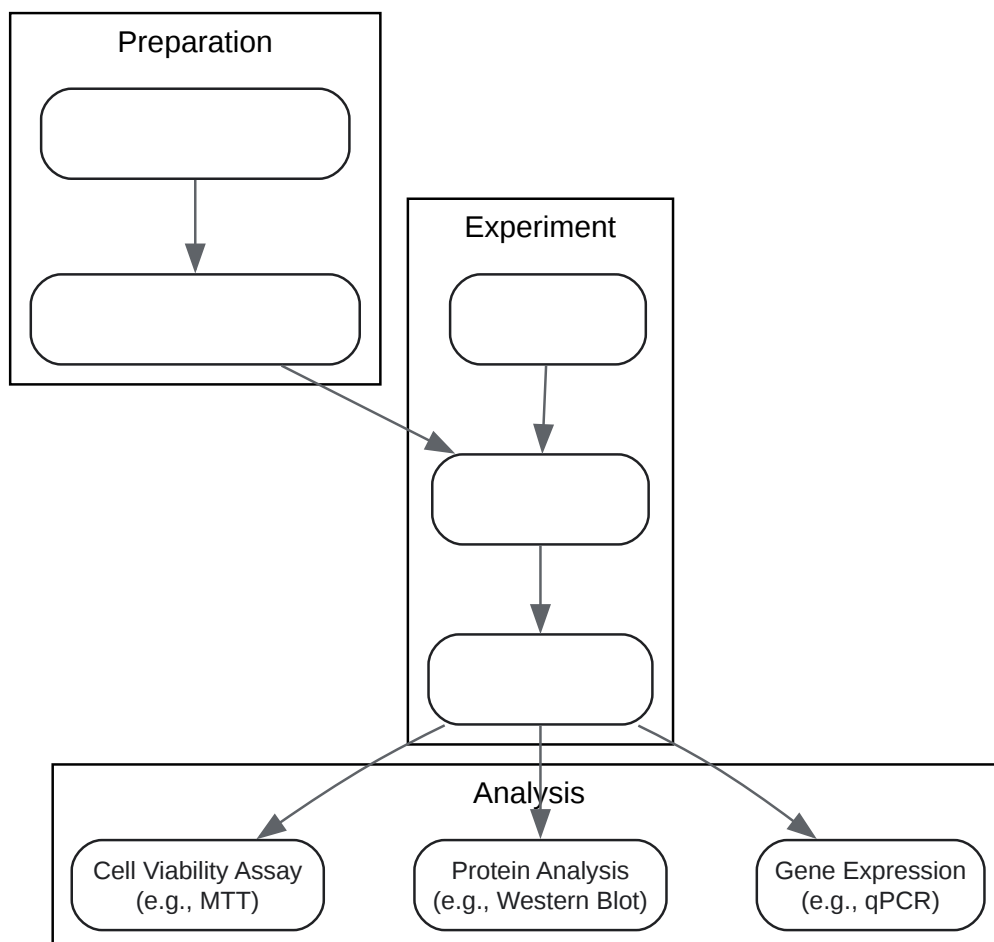 Preparation
Experiment
Analysis
Cell Viability Assay
(e.g., MTT)
Protein Analysis
(e.g., Western Blot)
Gene Expression
(e.g., qPCR)